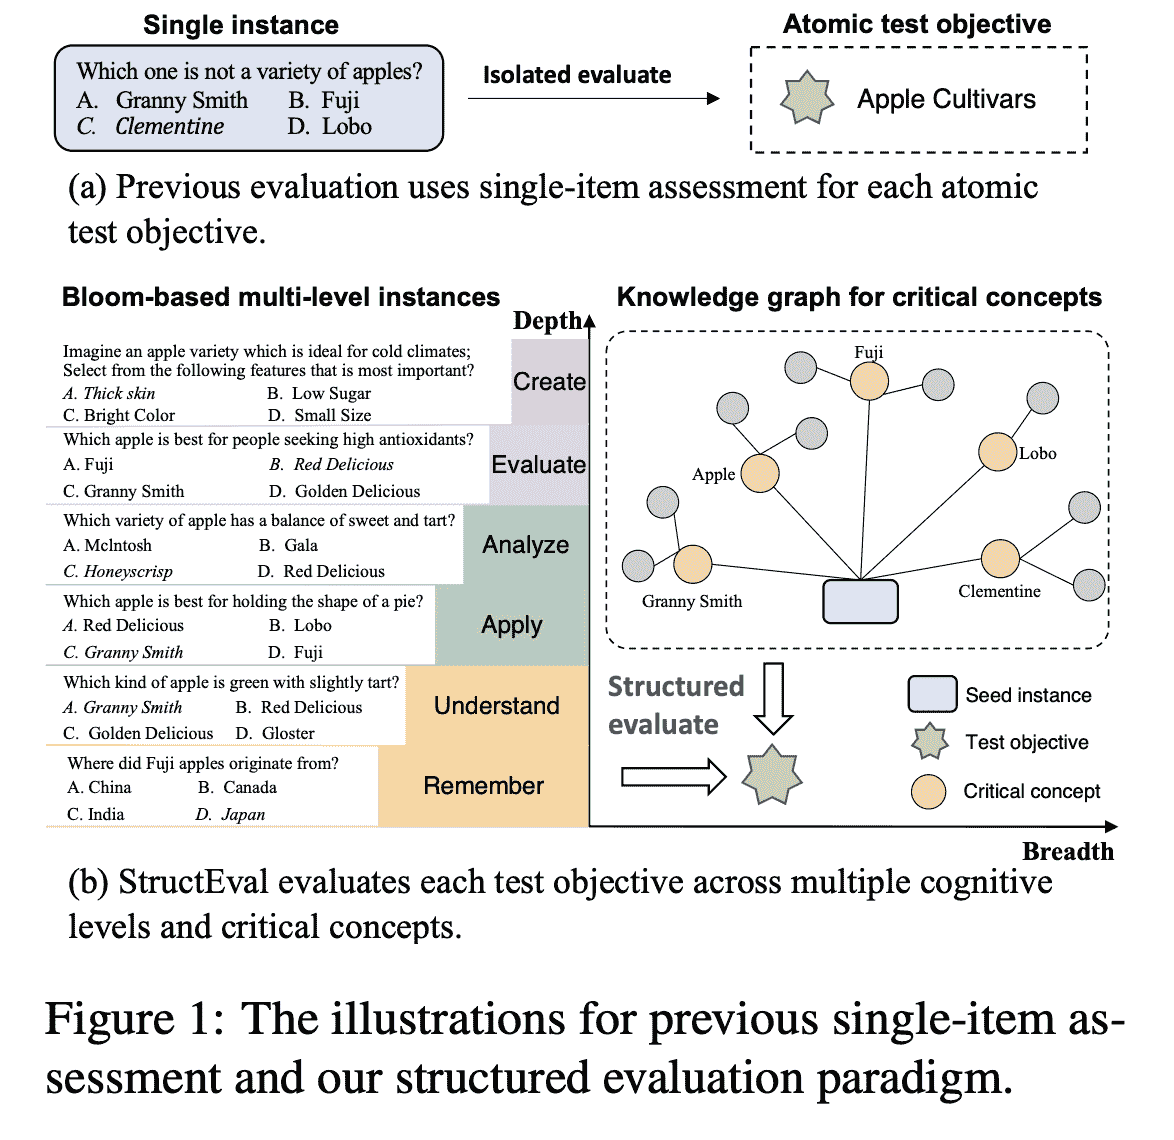 Single instance
Atomic test objective
Which one is not a variety of apples?
A. Granny Smith B. Fuji
C. Clementine D. Lobo
Isolated evaluate
Apple Cultivars
(a) Previous evaluation uses single-item assessment for each atomic
test objective.
Bloom-based multi-level instances
Knowledge graph for critical concepts
Depth
Imagine an apple variety which is ideal for cold climates;
Select from the following features that is most important?
A. Thick skin B. Low Sugar
C. Bright Color D. Small Size
Create
Which apple is best for people seeking high antioxidants?
A. Fuji B. Red Delicious
C. Granny Smith D. Golden Delicious
Evaluate
Which variety of apple has a balance of sweet and tart?
A. McIntosh B. Gala
C. Honeyscrisp D. Red Delicious
Analyze
Which apple is best for holding the shape of a pie?
A. Red Delicious B. Lobo
C. Granny Smith D. Fuji
Apply
Which kind of apple is green with slightly tart?
A. Granny Smith B. Red Delicious
C. Golden Delicious D. Gloster
Understand
Where did Fuji apples originate from?
A. China B. Canada
C. India D. Japan
Remember
Fuji
Lobo
Apple
Clementine
Granny Smith
Structured
evaluate
Seed instance
Test objective
Critical concept
Breadth
(b) StructEval evaluates each test objective across multiple cognitive
levels and critical concepts.
Figure 1: The illustrations for previous single-item as-
sessment and our structured evaluation paradigm.